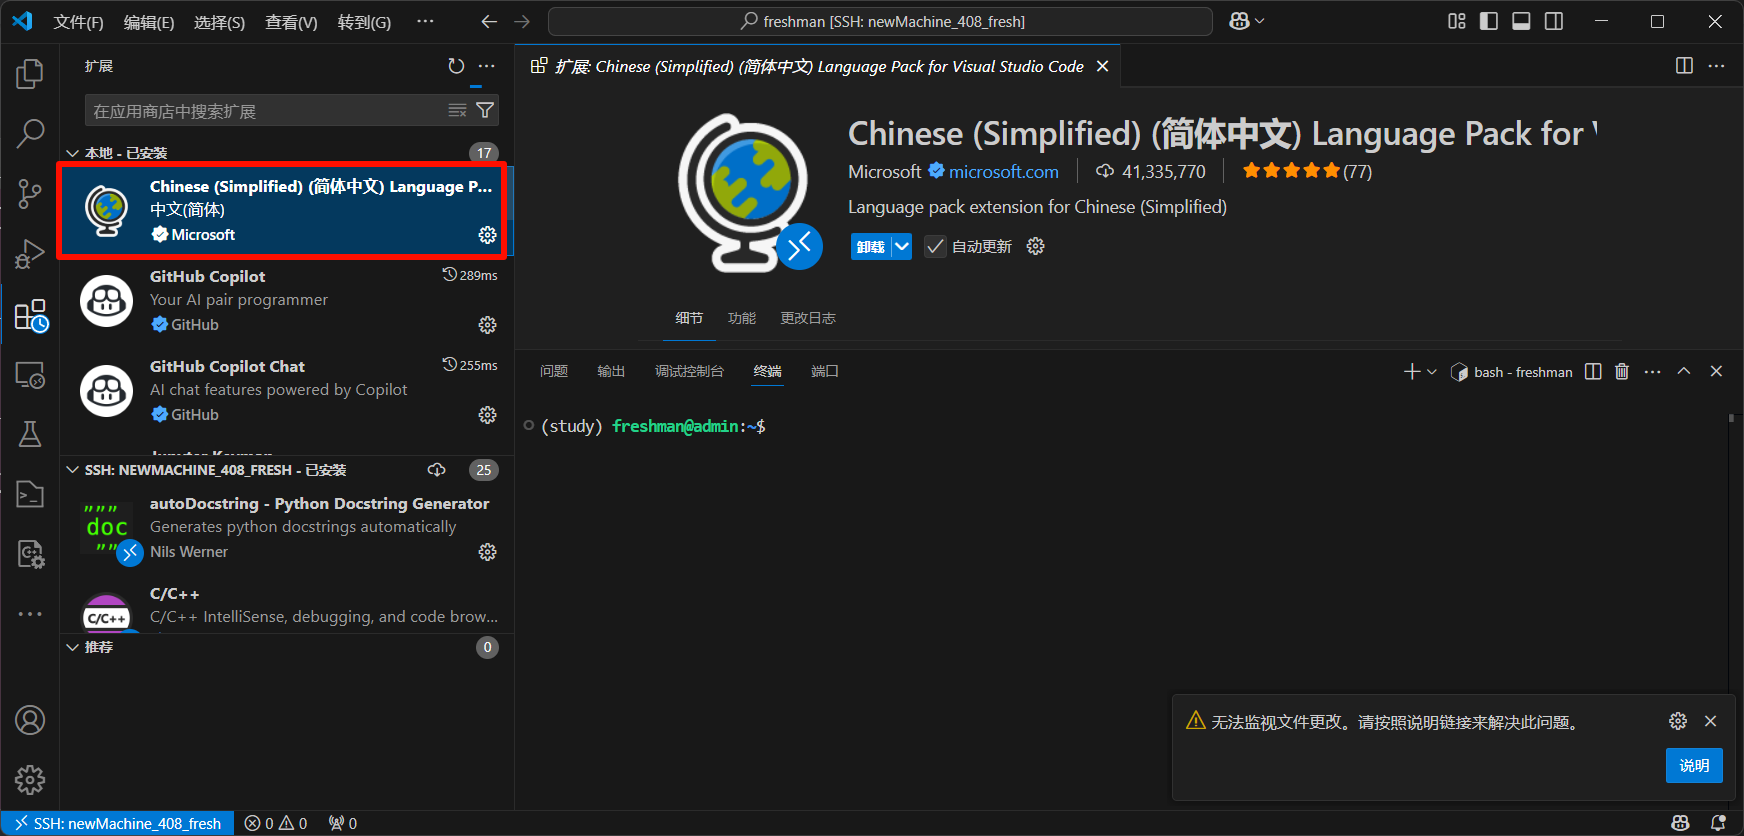 文件(F) 编辑(E) 选择(S) 查看(V) 转到(G) ···
freshman [SSH: newMachine_408_fresh]
扩展
在应用商店中搜索扩展
本地 - 已安装 17
Chinese (Simplified) (简体中文) Language P...
中文(简体)
Microsoft
GitHub Copilot 289ms
Your AI pair programmer
GitHub
GitHub Copilot Chat 255ms
AI chat features powered by Copilot
GitHub
SSH: NEWMACHINE_408_FRESH - 已安装 25
autoDocstring - Python Docstring Generator
"""
doc
""
Generates python docstrings automatically
Nils Werner
C/C++
C/C++
C/C++ IntelliSense, debugging, and code brow...
推荐 0
扩展: Chinese (Simplified) (简体中文) Language Pack for Visual Studio Code
Chinese (Simplified) (简体中文) Language Pack for
Microsoft microsoft.com 41,335,770 (77)
Language pack extension for Chinese (Simplified)
卸载 自动更新
细节 功能 更改日志
问题 输出 调试控制台 终端 端口
bash - freshman
(study) freshman@admin:~$
无法监视文件更改。请按照说明链接来解决此问题。
说明
SSH: newMachine_408_fresh 0 0 0